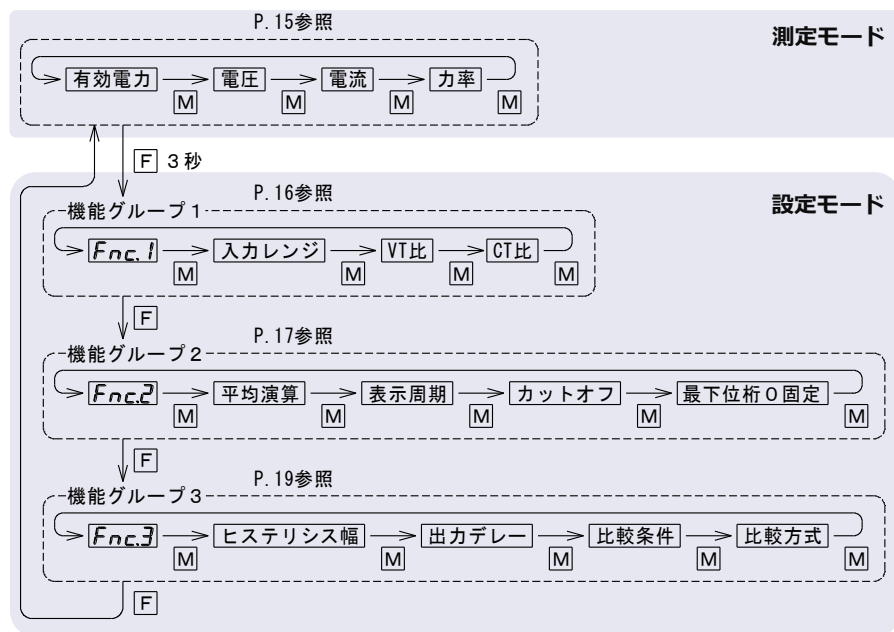 P.15参照
測定モード
有効電力 電圧 電流 力率
M M M M
F 3秒
P.16参照
設定モード
機能グループ1
Fnc.1 入力レンジ VT比 CT比
M M M M
F
P.17参照
機能グループ2
Fnc.2 平均演算 表示周期 カットオフ 最下位桁0固定
M M M M M
F
P.19参照
機能グループ3
Fnc.3 ヒステリシス幅 出力デレー 比較条件 比較方式
M M M M M
F